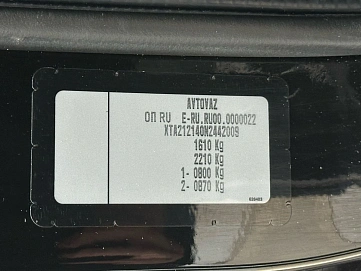 AVTOVAZ
ОП RU E-RU.RU00.0000022
XTA212140N2442009
1610 Kg
2210 Kg
1- 0800 Kg
2- 0870 Kg